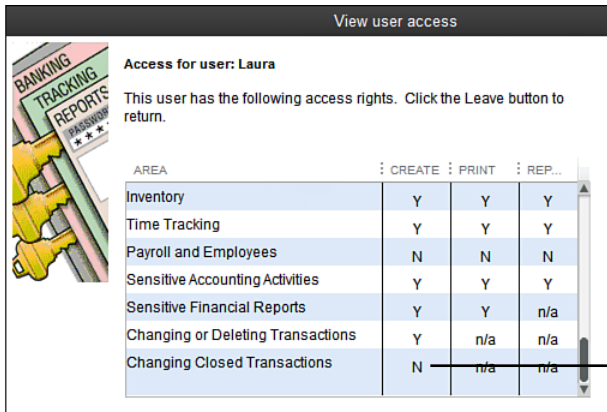 View user access
BANKING
TRACKING
REPORTS
PASSWOR
* * * *
Access for user: Laura
This user has the following access rights. Click the Leave button to
return.
AREA CREATE PRINT REP...
Inventory Y Y Y
Time Tracking Y Y Y
Payroll and Employees N N N
Sensitive Accounting Activities Y Y Y
Sensitive Financial Reports Y Y n/a
Changing or Deleting Transactions Y n/a n/a
Changing Closed Transactions N n/a n/a